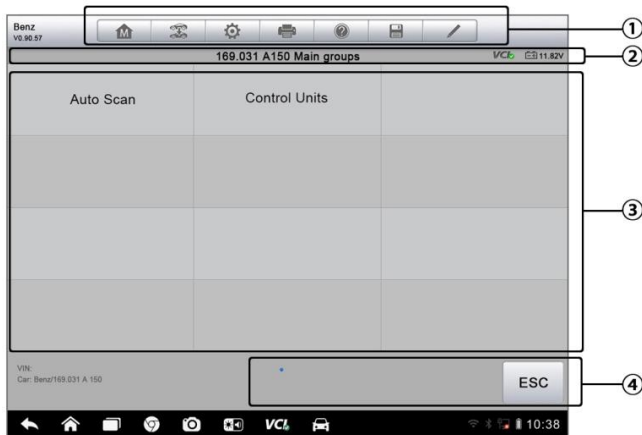 Benz
V0.90.57
M
①
169.031 A150 Main groups
VCI
11.82V
②
Auto Scan
Control Units
③
VIN:
Car: Benz/169.031 A 150
ESC
④
VCI
10:38